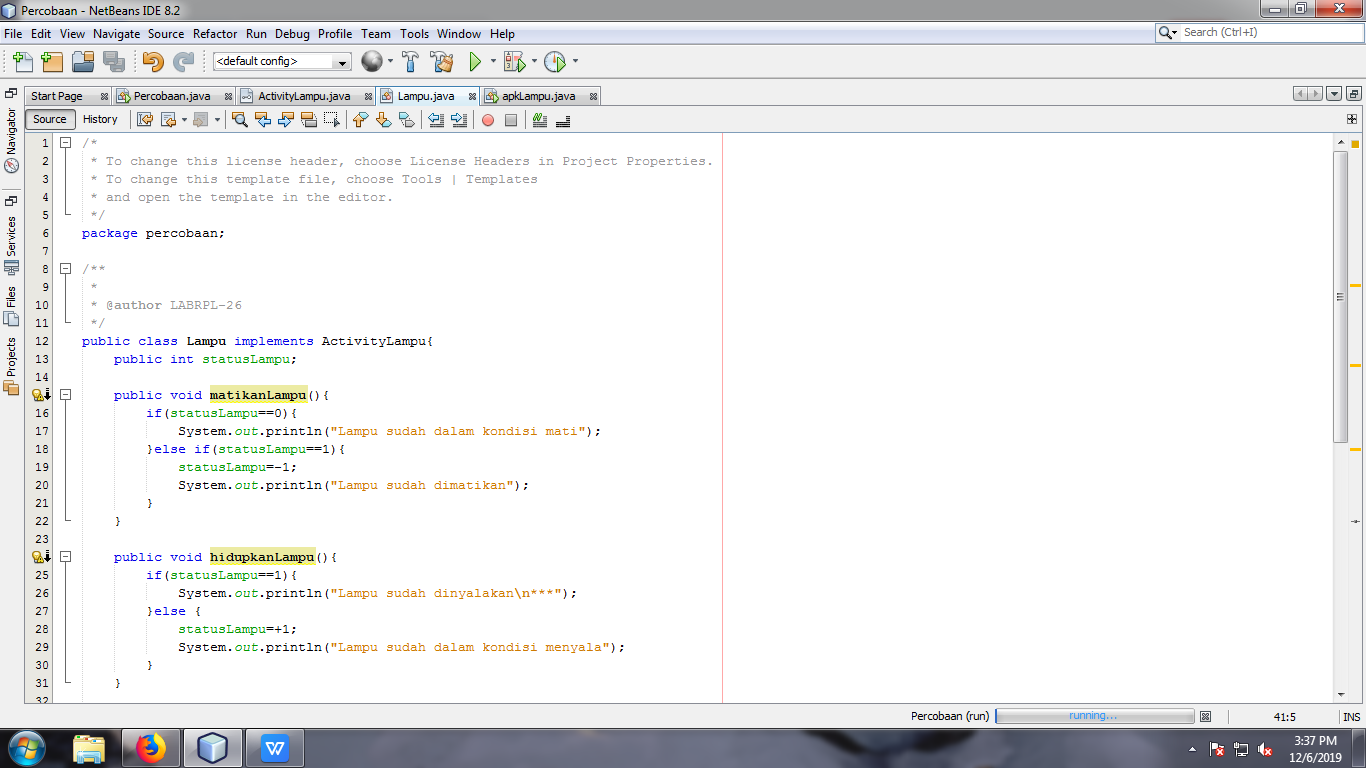 Percobaan - NetBeans IDE 8.2
File Edit View Navigate Source Refactor Run Debug Profile Team Tools Window Help
Search (Ctrl+I)
<default config>
Start Page Percobaan.java ActivityLampu.java Lampu.java apkLampu.java
Source History
Navigator
Services
Files
Projects
1 /*
2 * To change this license header, choose License Headers in Project Properties.
3 * To change this template file, choose Tools | Templates
4 * and open the template in the editor.
5 */
6 package percobaan;
7
8 /**
9 *
10 * @author LABRPL-26
11 */
12 public class Lampu implements ActivityLampu{
13 public int statusLampu;
14
public void matikanLampu(){
16 if(statusLampu==0){
17 System.out.println("Lampu sudah dalam kondisi mati");
18 }else if(statusLampu==1){
19 statusLampu=-1;
20 System.out.println("Lampu sudah dimatikan");
21 }
22 }
23
public void hidupkanLampu(){
25 if(statusLampu==1){
26 System.out.println("Lampu sudah dinyalakan\n***");
27 }else {
28 statusLampu=+1;
29 System.out.println("Lampu sudah dalam kondisi menyala");
30 }
31 }
32
Percobaan (run) running... 41:5 INS
3:37 PM
12/6/2019